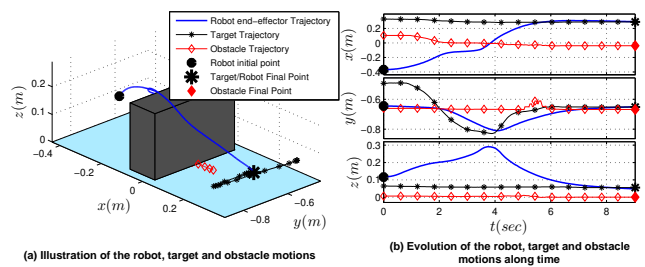 Robot end-effector Trajectory
Target Trajectory
Obstacle Trajectory
Robot initial point
Target/Robot Final Point
Obstacle Final Point
z(m)
0.2
0.1
0
-0.4
-0.2
0
0.2
x(m)
-0.8
-0.6
y(m)
(a) Illustration of the robot, target and obstacle motions
x(m)
0.2
0
-0.2
-0.4
y(m)
-0.6
-0.8
z(m)
0.3
0.2
0.1
0
0 2 4 6 8
t(sec)
(b) Evolution of the robot, target and obstacle
motions along time